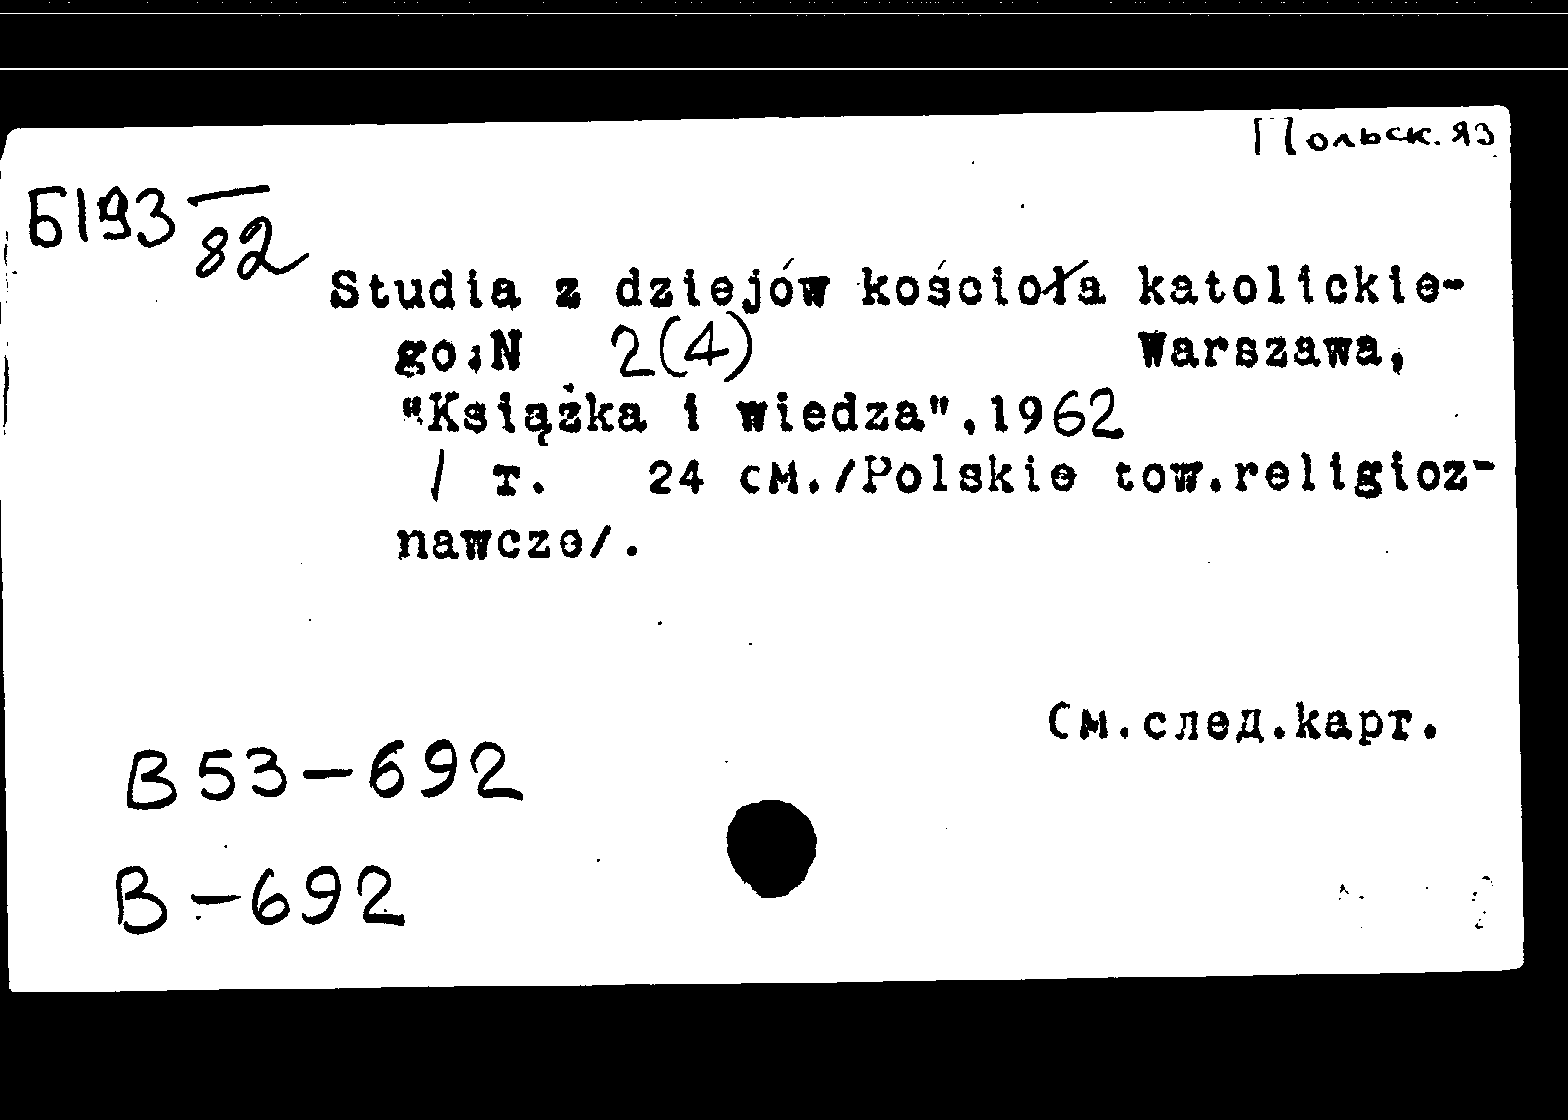 Польск. яз
Б193
82
Studia z dziejów kościoła katolickie-
go.N 2(4) Warszawa,
"Książka i wiedza",1962
/ т. 24 см./Polskie tow.religioz-
nawcze/.
См.след.карт.
В 53-692
В-692